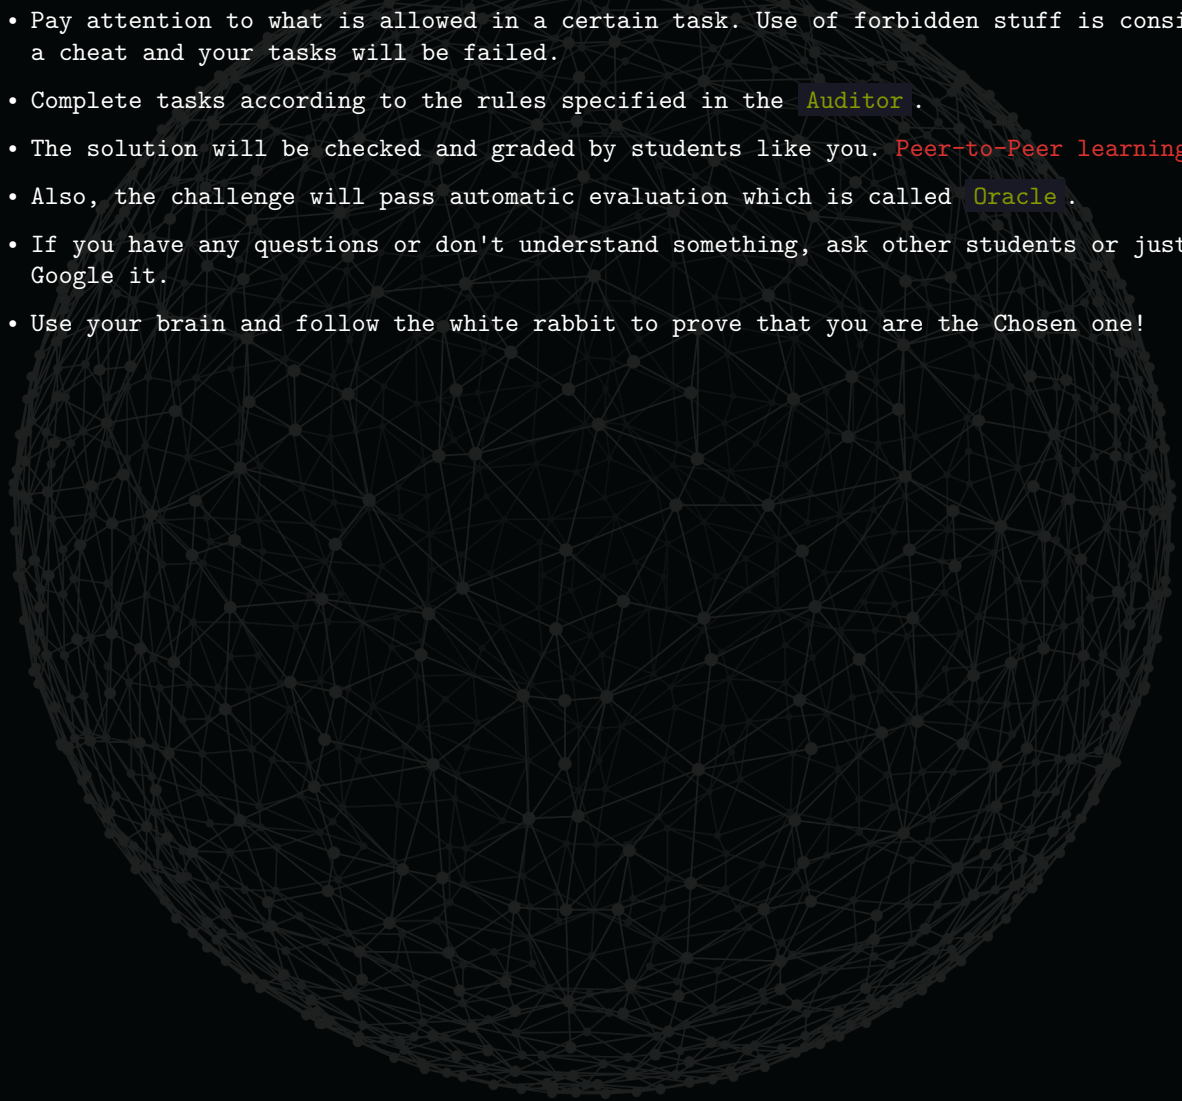 • Pay attention to what is allowed in a certain task. Use of forbidden stuff is consi
a cheat and your tasks will be failed.
• Complete tasks according to the rules specified in the Auditor.
• The solution will be checked and graded by students like you. Peer-to-Peer learning
• Also, the challenge will pass automatic evaluation which is called Oracle.
• If you have any questions or don't understand something, ask other students or just
Google it.
• Use your brain and follow the white rabbit to prove that you are the Chosen one!